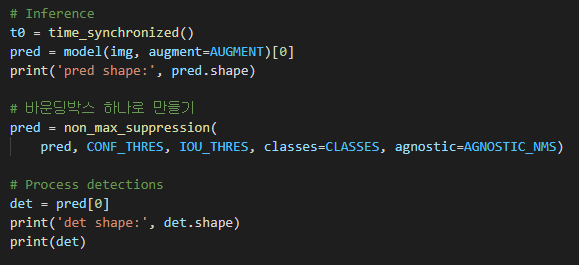 # Inference
t0 = time_synchronized()
pred = model(img, augment=AUGMENT)[0]
print('pred shape:', pred.shape)
# 바운딩박스 하나로 만들기
pred = non_max_suppression(
pred, CONF_THRES, IOU_THRES, classes=CLASSES, agnostic=AGNOSTIC_NMS)
# Process detections
det = pred[0]
print('det shape:', det.shape)
print(det)